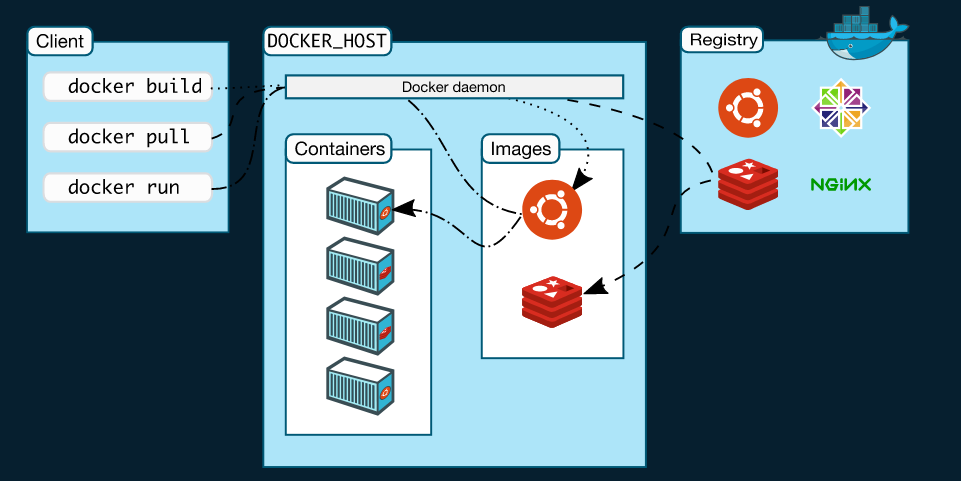 Client
docker build
docker pull
docker run
DOCKER_HOST
Docker daemon
Containers
Images
Registry
NGINX